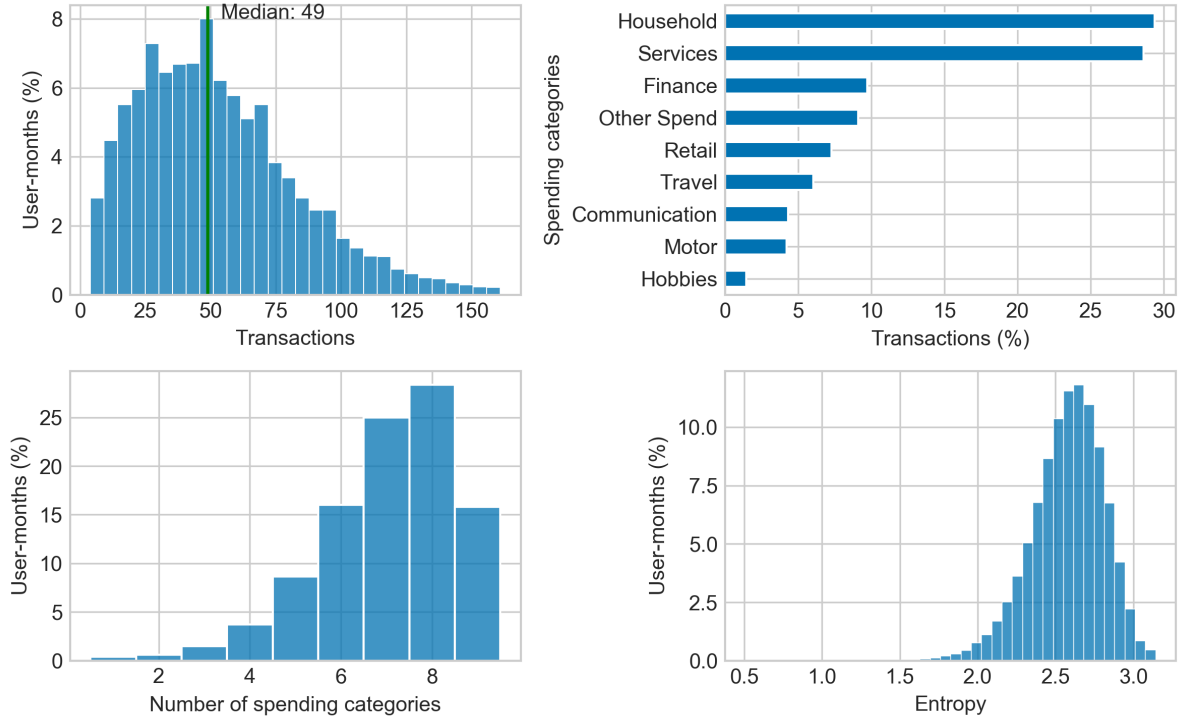 Median: 49
8
6
4
2
0
User-months (%)
0 25 50 75 100 125 150
Transactions
Spending categories
Household
Services
Finance
Other Spend
Retail
Travel
Communication
Motor
Hobbies
0 5 10 15 20 25 30
Transactions (%)
25
20
15
10
5
0
User-months (%)
2 4 6 8
Number of spending categories
10.0
7.5
5.0
2.5
0.0
User-months (%)
0.5 1.0 1.5 2.0 2.5 3.0
Entropy